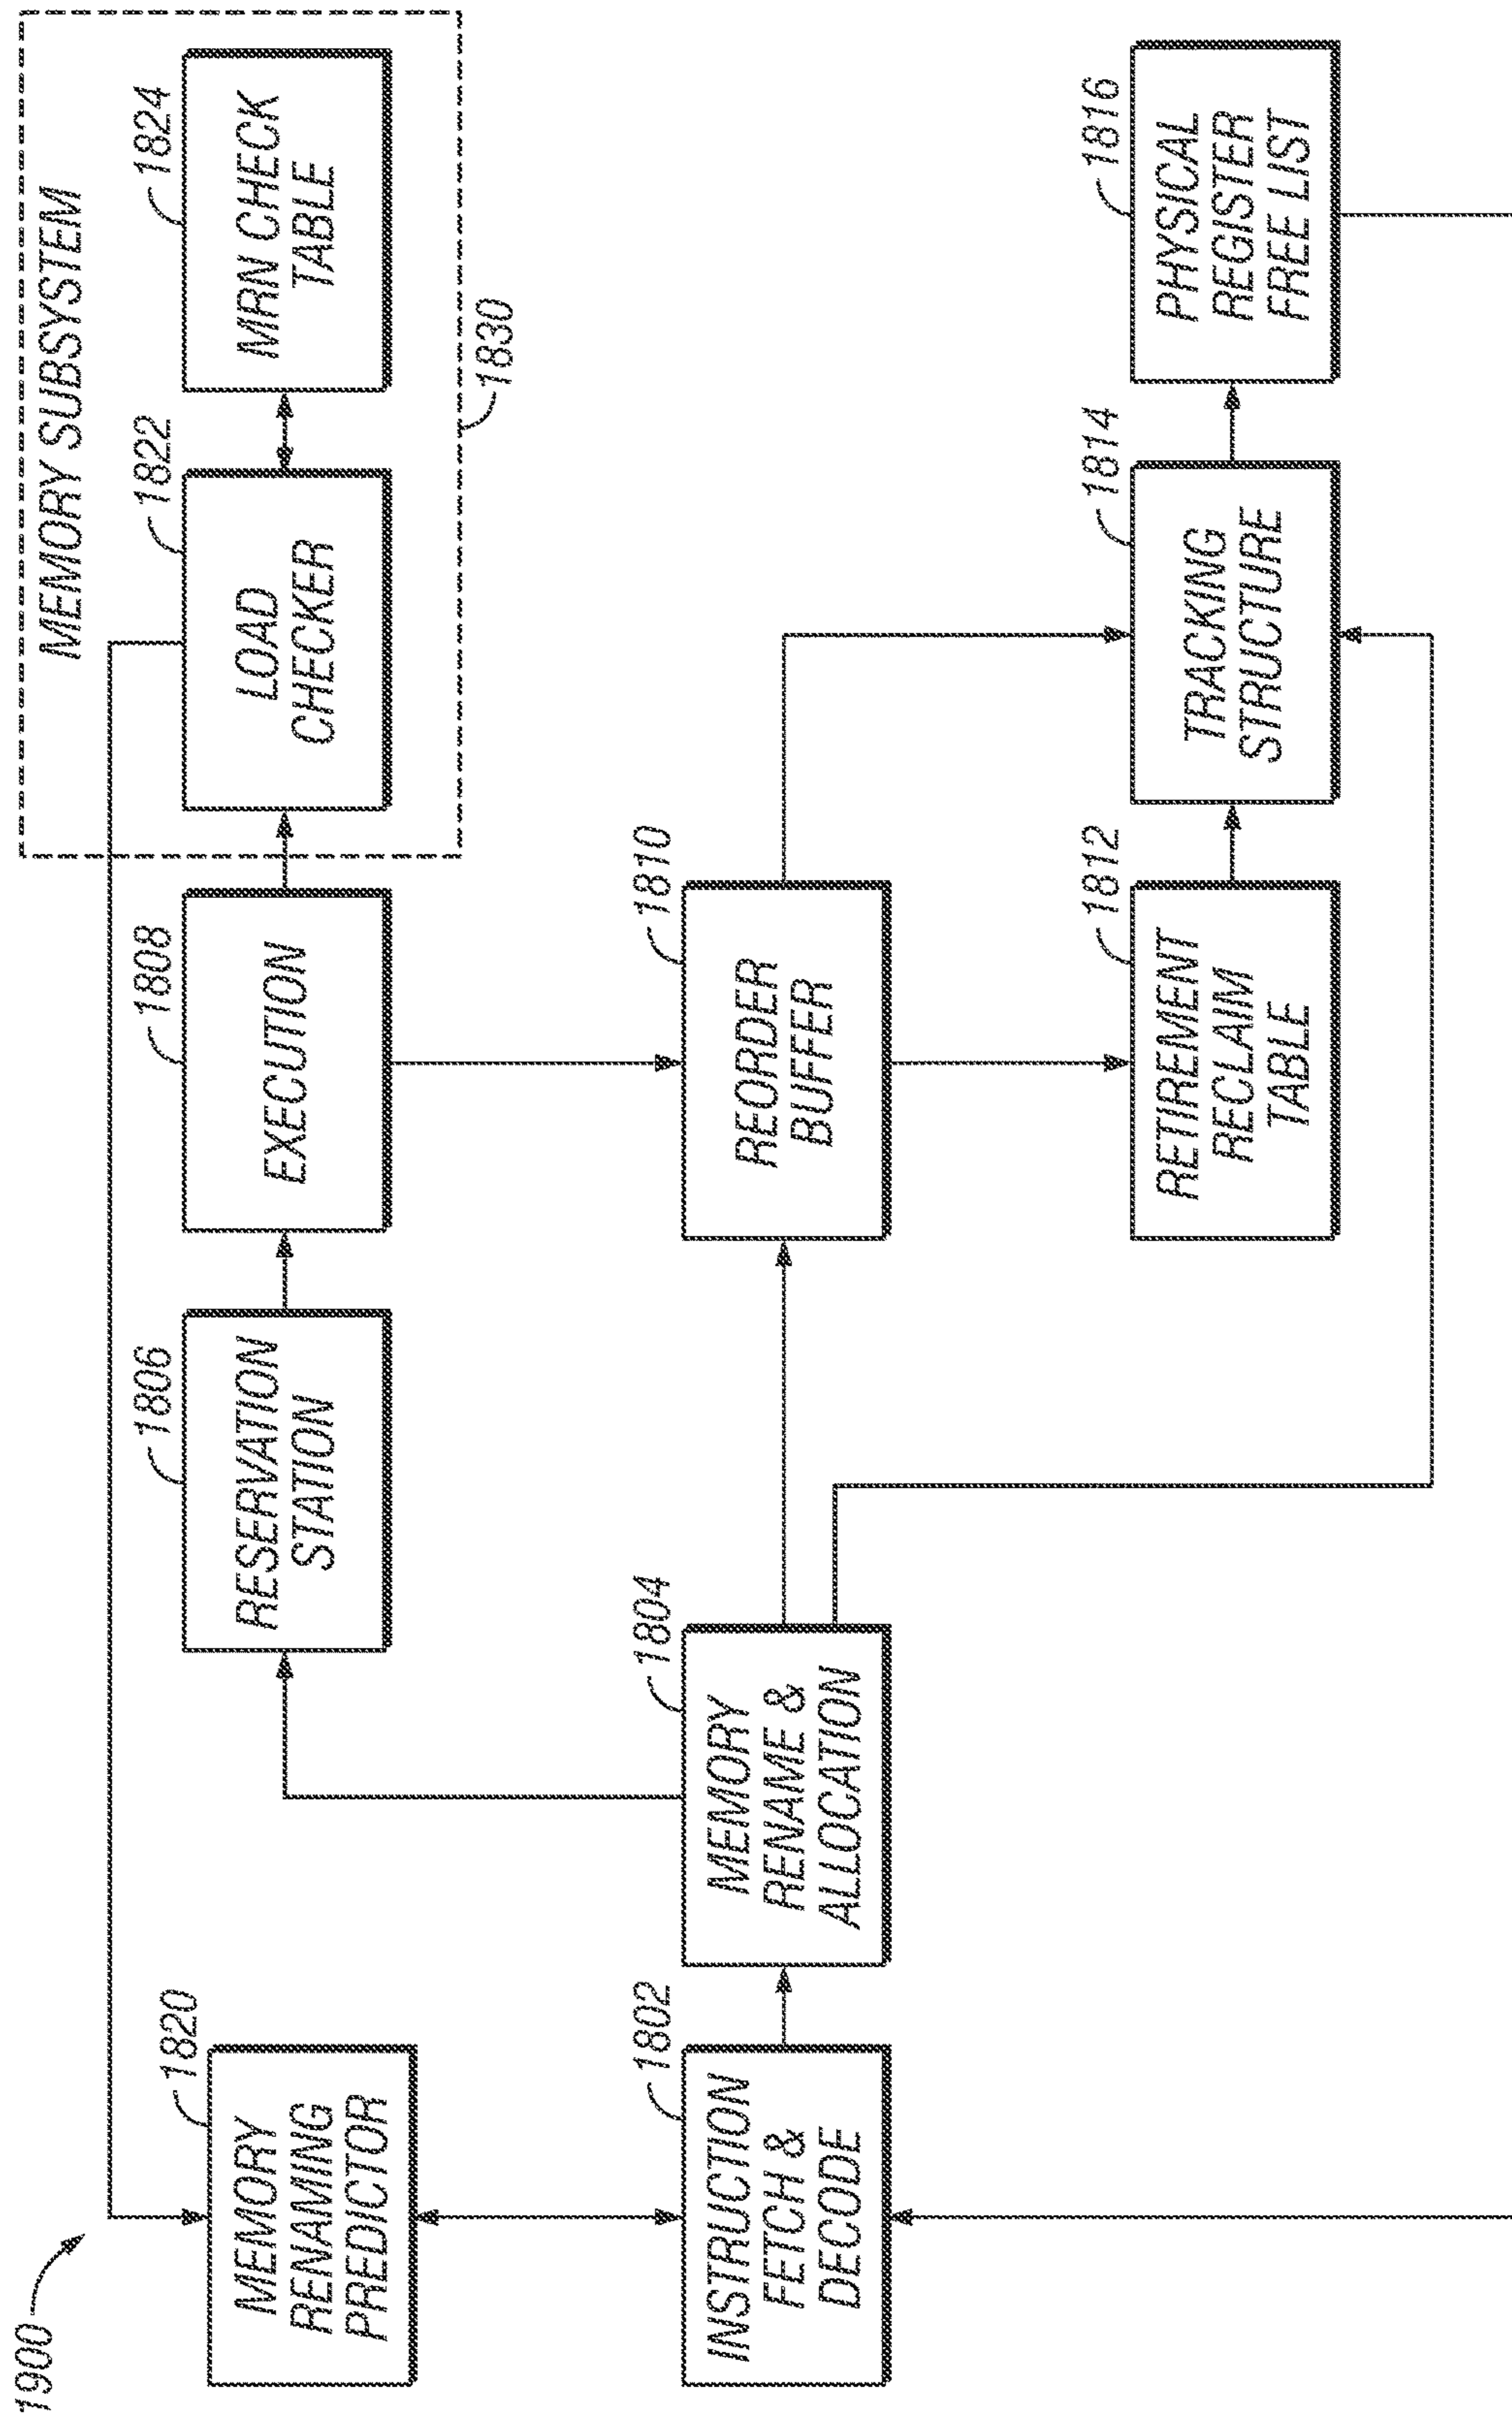 1900
MEMORY SUBSYSTEM
1820
MEMORY
RENAMING
PREDICTOR
1806
RESERVATION
STATION
1808
EXECUTION
1822
LOAD
CHECKER
1824
MRN CHECK
TABLE
1830
1802
INSTRUCTION
FETCH &
DECODE
1804
MEMORY
RENAME &
ALLOCATION
1810
REORDER
BUFFER
1812
RETIREMENT
RECLAIM
TABLE
1814
TRACKING
STRUCTURE
1816
PHYSICAL
REGISTER
FREE LIST